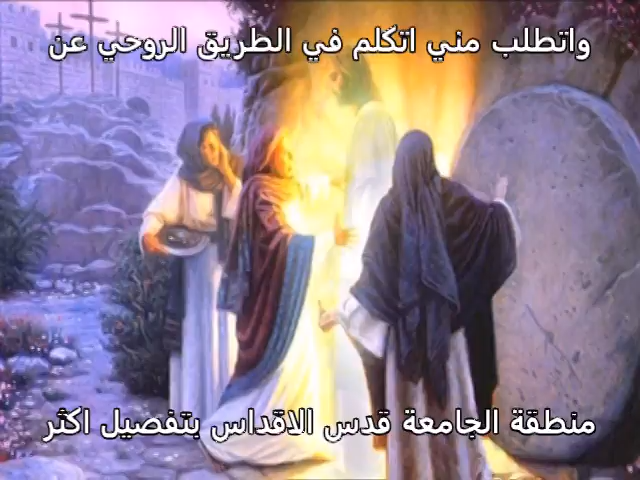 واتطلب مني اتكلم في الطريق الروحي عن
منطقة الجامعة قدس الاقداس بتفصيل اكثر